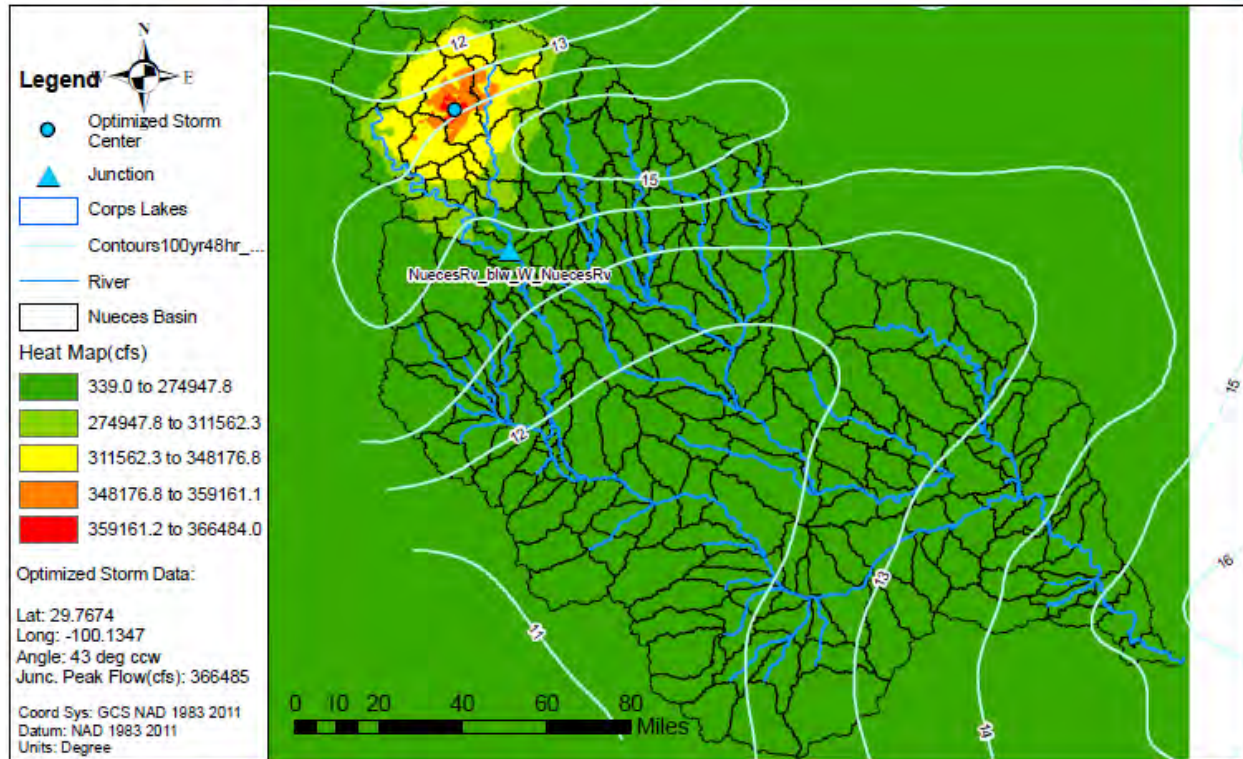 N
Legend
W
E
Optimized Storm
Center
Junction
Corps Lakes
Contours100yr48hr_...
River
Nueces Basin
Heat Map(cfs)
339.0 to 274947.8
274947.8 to 311562.3
311562.3 to 348176.8
348176.8 to 359161.1
359161.2 to 366484.0
Optimized Storm Data:
Lat: 29.7674
Long: -100.1347
Angle: 43 deg ccw
Junc. Peak Flow(cfs): 366485
Coord Sys: GCS NAD 1983 2011
Datum: NAD 1983 2011
Units: Degree
12
13
15
NuecesRv_blw_W_NuecesRv
12
15
16
13
11
14
0 10 20 40 60 80
Miles